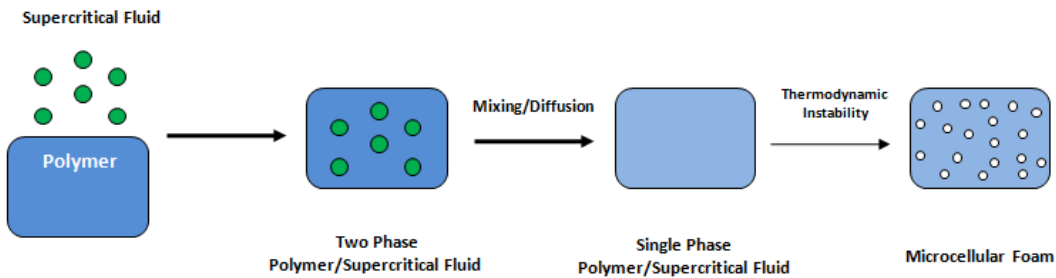 Supercritical Fluid
Polymer
Mixing/Diffusion
Thermodynamic
Instability
Two Phase
Polymer/Supercritical Fluid
Single Phase
Polymer/Supercritical Fluid
Microcellular Foam